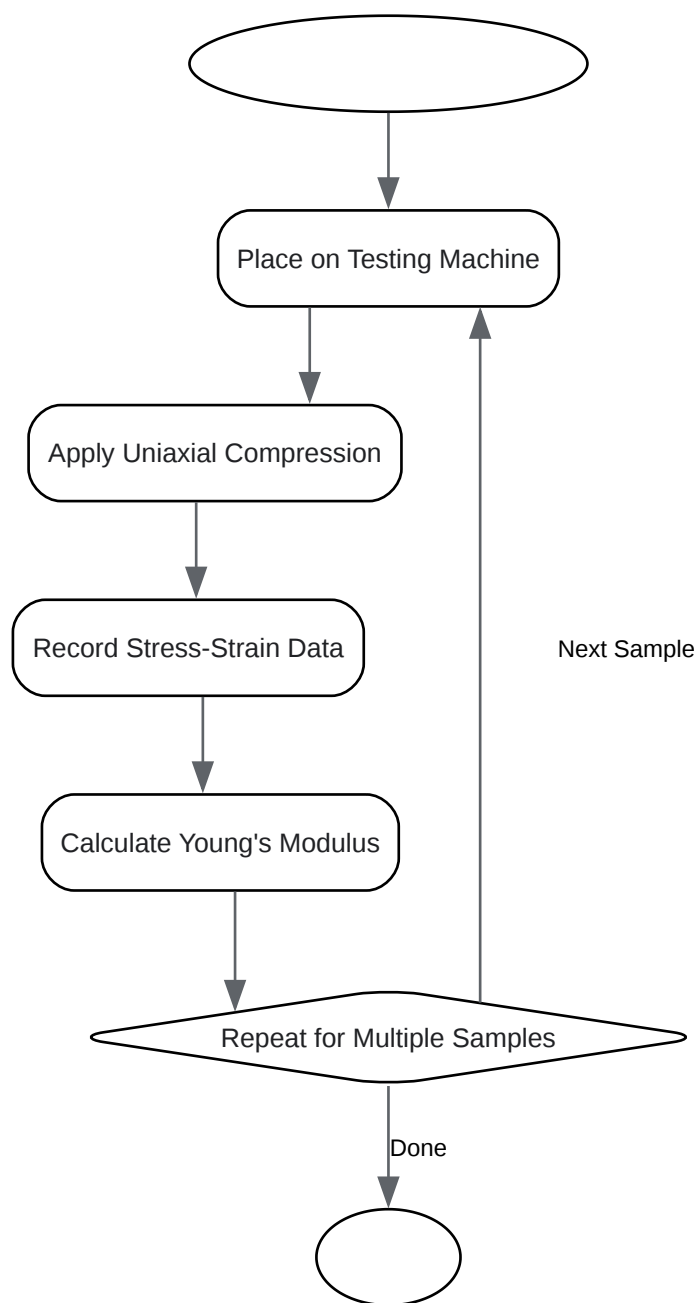 Place on Testing Machine
Apply Uniaxial Compression
Record Stress-Strain Data
Next Sample
Calculate Young's Modulus
Repeat for Multiple Samples
Done